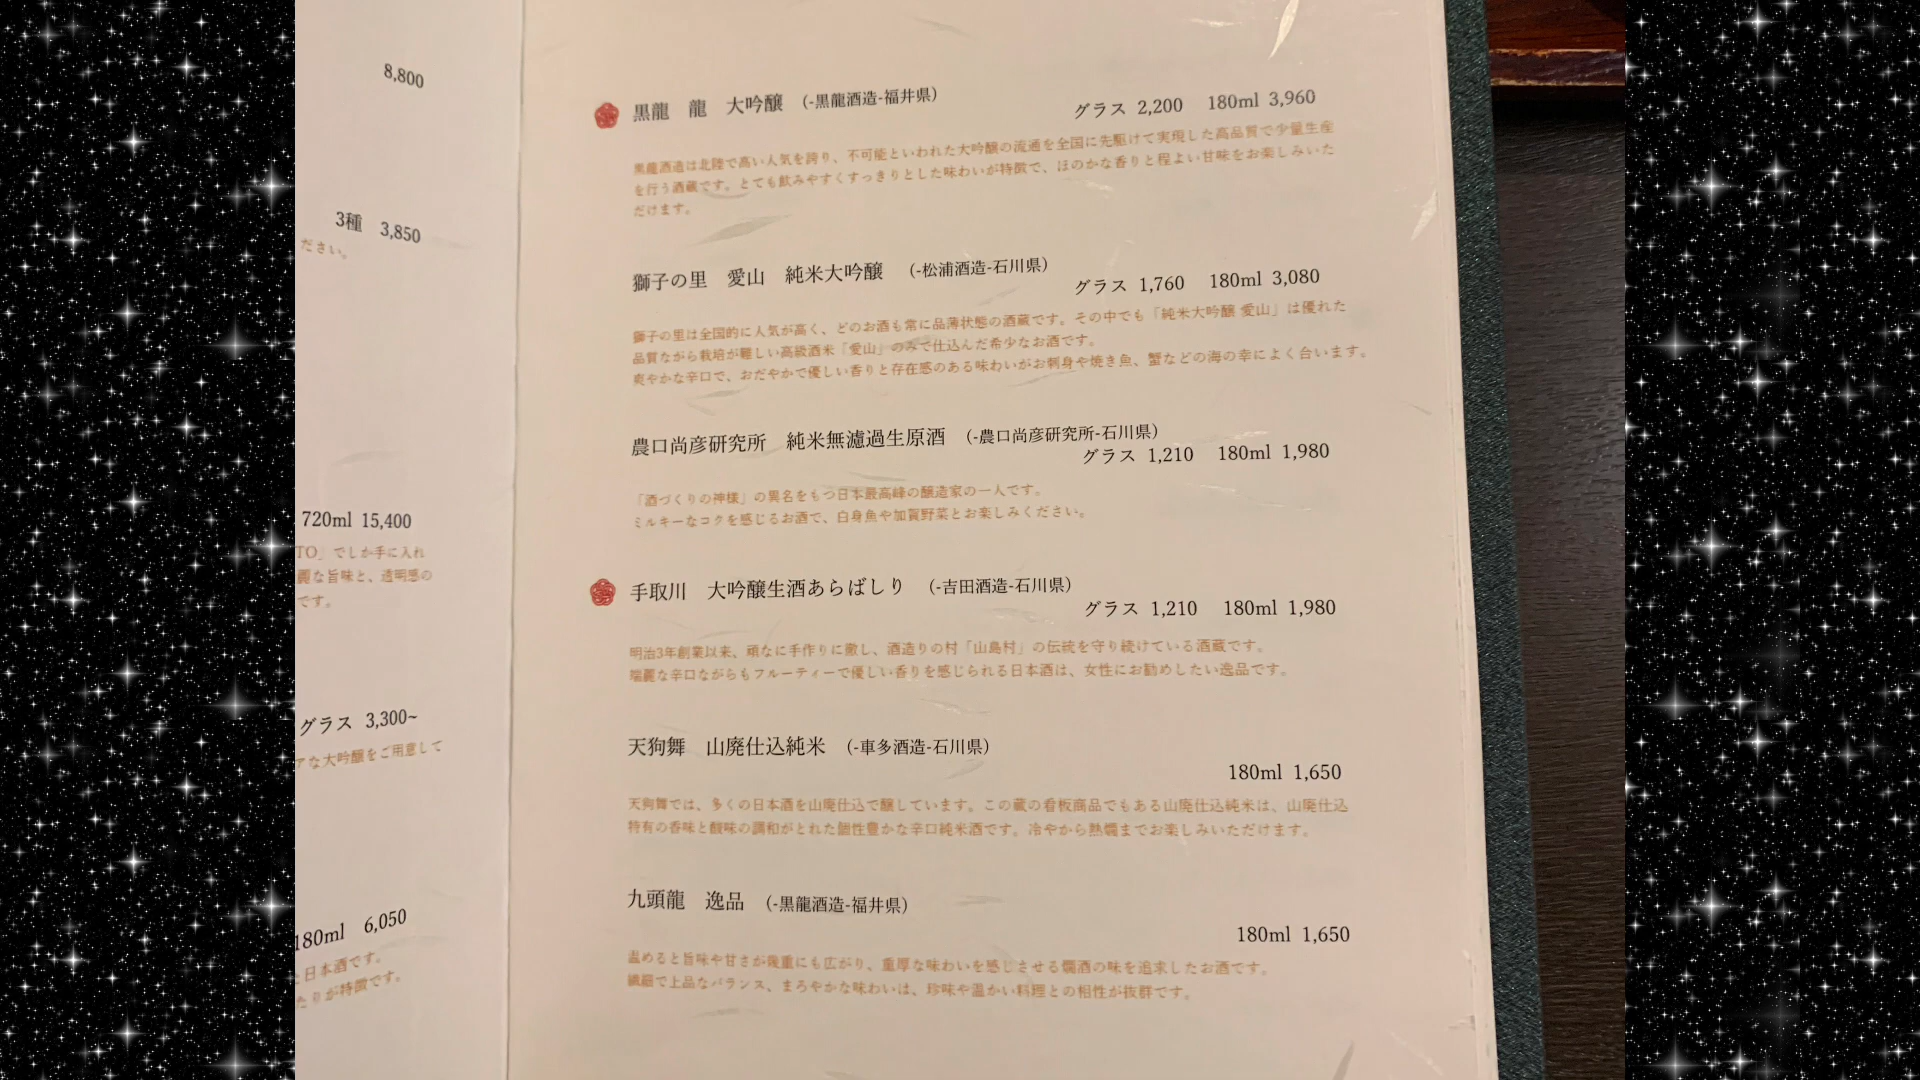 8,800
3種 3,850
ださい。
720ml 15,400
TO」でしか手に入れ
麗な旨味と、透明感の
です。
グラス 3,300~
アな大吟醸をご用意して
180ml 6,050
日本酒です。
たりが特徴です。
黒龍 龍 大吟醸 (-黒龍酒造-福井県)
グラス 2,200 180ml 3,960
黒龍酒造は北陸で高い人気を誇り、不可能といわれた大吟醸の流通を全国に先駆けて実現した高品質で少量生産
を行う酒蔵です。とても飲みやすくすっきりとした味わいが特徴で、ほのかな香りと程よい甘味をお楽しみいた
だけます。
獅子の里 愛山 純米大吟醸 (-松浦酒造-石川県)
グラス 1,760 180ml 3,080
獅子の里は全国的に人気が高く、どのお酒も常に品薄状態の酒蔵です。その中でも「純米大吟醸 愛山」は優れた
品質ながら栽培が難しい高級酒米「愛山」のみで仕込んだ希少なお酒です。
爽やかな辛口で、おだやかで優しい香りと存在感のある味わいがお刺身や焼き魚、蟹などの海の幸によく合います。
農口尚彦研究所 純米無濾過生原酒 (-農口尚彦研究所-石川県)
グラス 1,210 180ml 1,980
「酒づくりの神様」の異名をもつ日本最高峰の醸造家の一人です。
ミルキーなコクを感じるお酒で、白身魚や加賀野菜とお楽しみください。
手取川 大吟醸生酒あらばしり (-吉田酒造-石川県)
グラス 1,210 180ml 1,980
明治3年創業以来、頑なに手作りに徹し、酒造りの村「山島村」の伝統を守り続けている酒蔵です。
端麗な辛口ながらもフルーティーで優しい香りを感じられる日本酒は、女性にお勧めしたい逸品です。
天狗舞 山廃仕込純米 (-車多酒造-石川県)
180ml 1,650
天狗舞では、多くの日本酒を山廃仕込で醸しています。この蔵の看板商品でもある山廃仕込純米は、山廃仕込
特有の香味と酸味の調和がとれた個性豊かな辛口純米酒です。冷やから熱燗までお楽しみいただけます。
九頭龍 逸品 (-黒龍酒造-福井県)
180ml 1,650
温めると旨味や甘さが幾重にも広がり、重厚な味わいを感じさせる燗酒の味を追求したお酒です。
繊細で上品なバランス、まろやかな味わいは、珍味や温かい料理との相性が抜群です。